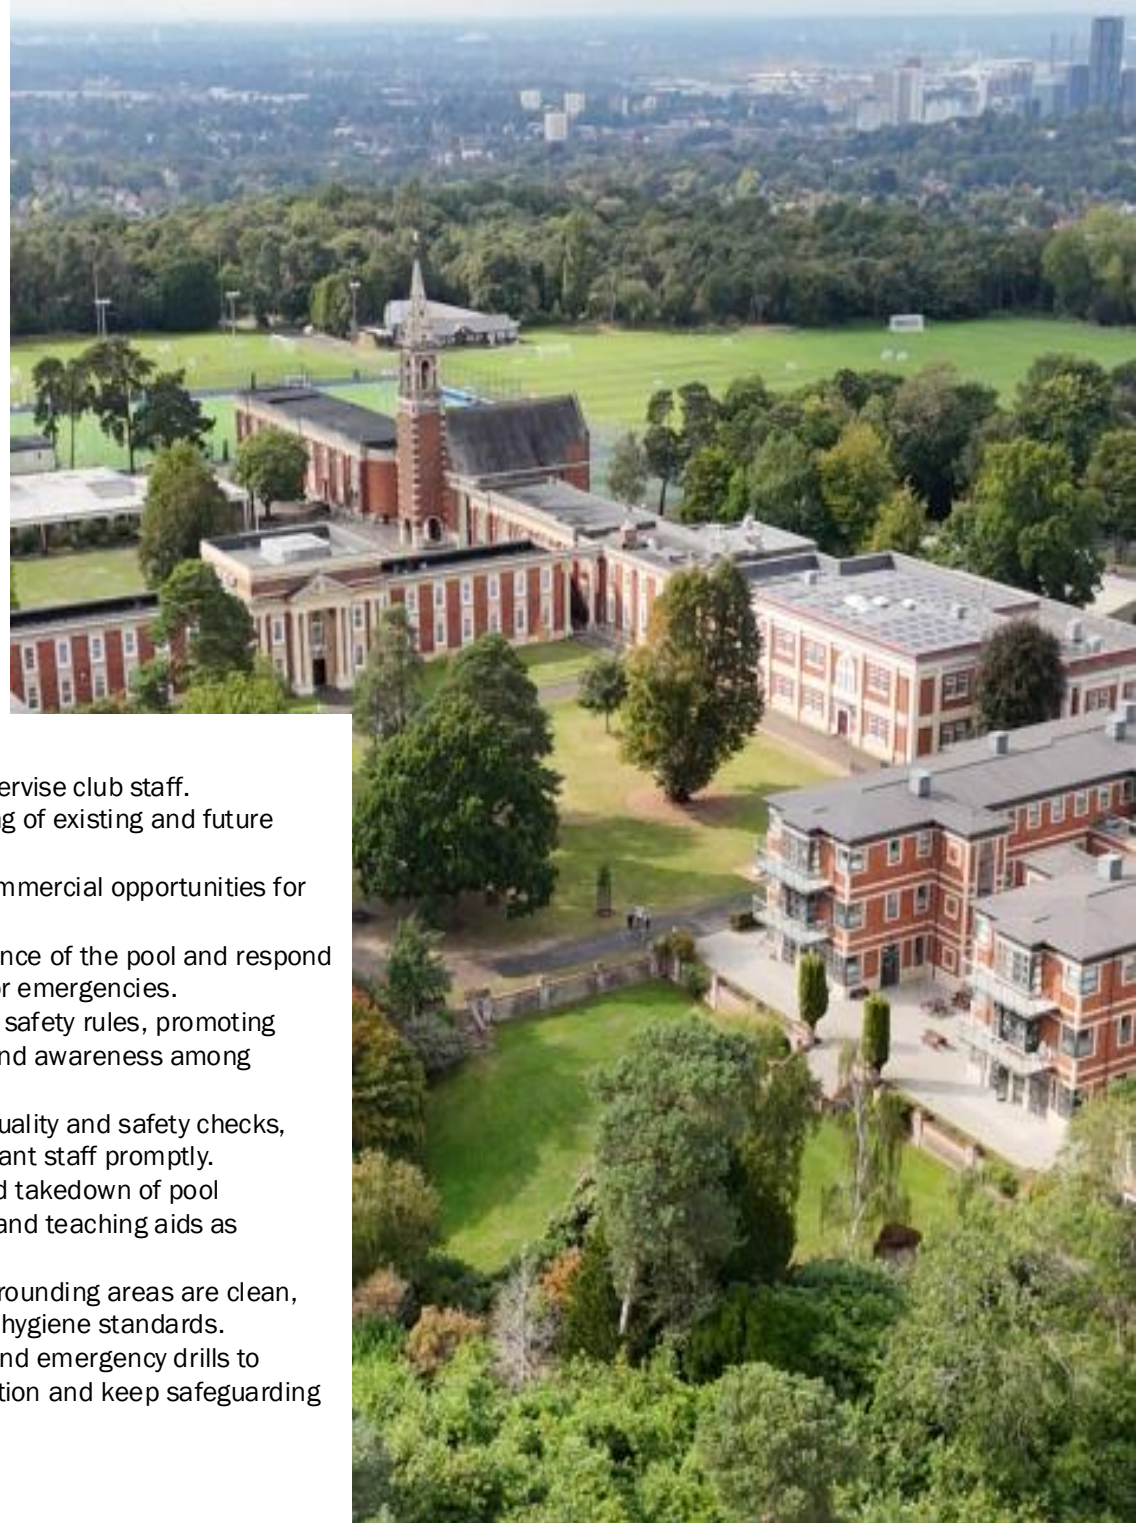 ervise club staff.
g of existing and future
mmercial opportunities for
nce of the pool and respond
r emergencies.
safety rules, promoting
nd awareness among
uality and safety checks,
ant staff promptly.
d takedown of pool
and teaching aids as
rounding areas are clean,
hygiene standards.
nd emergency drills to
tion and keep safeguarding